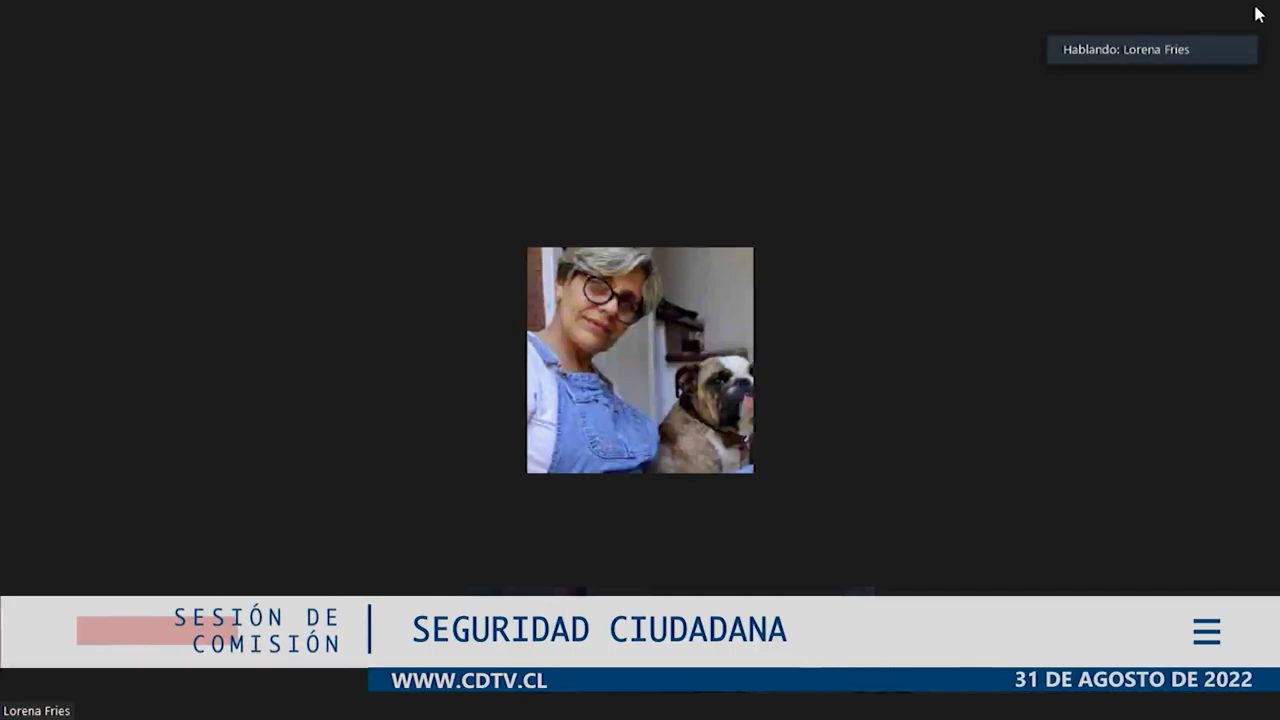 Hablando: Lorena Fries
SESIÓN DE
COMISIÓN
SEGURIDAD CIUDADANA
WWW.CDTV.CL
31 DE AGOSTO DE 2022
Lorena Fries